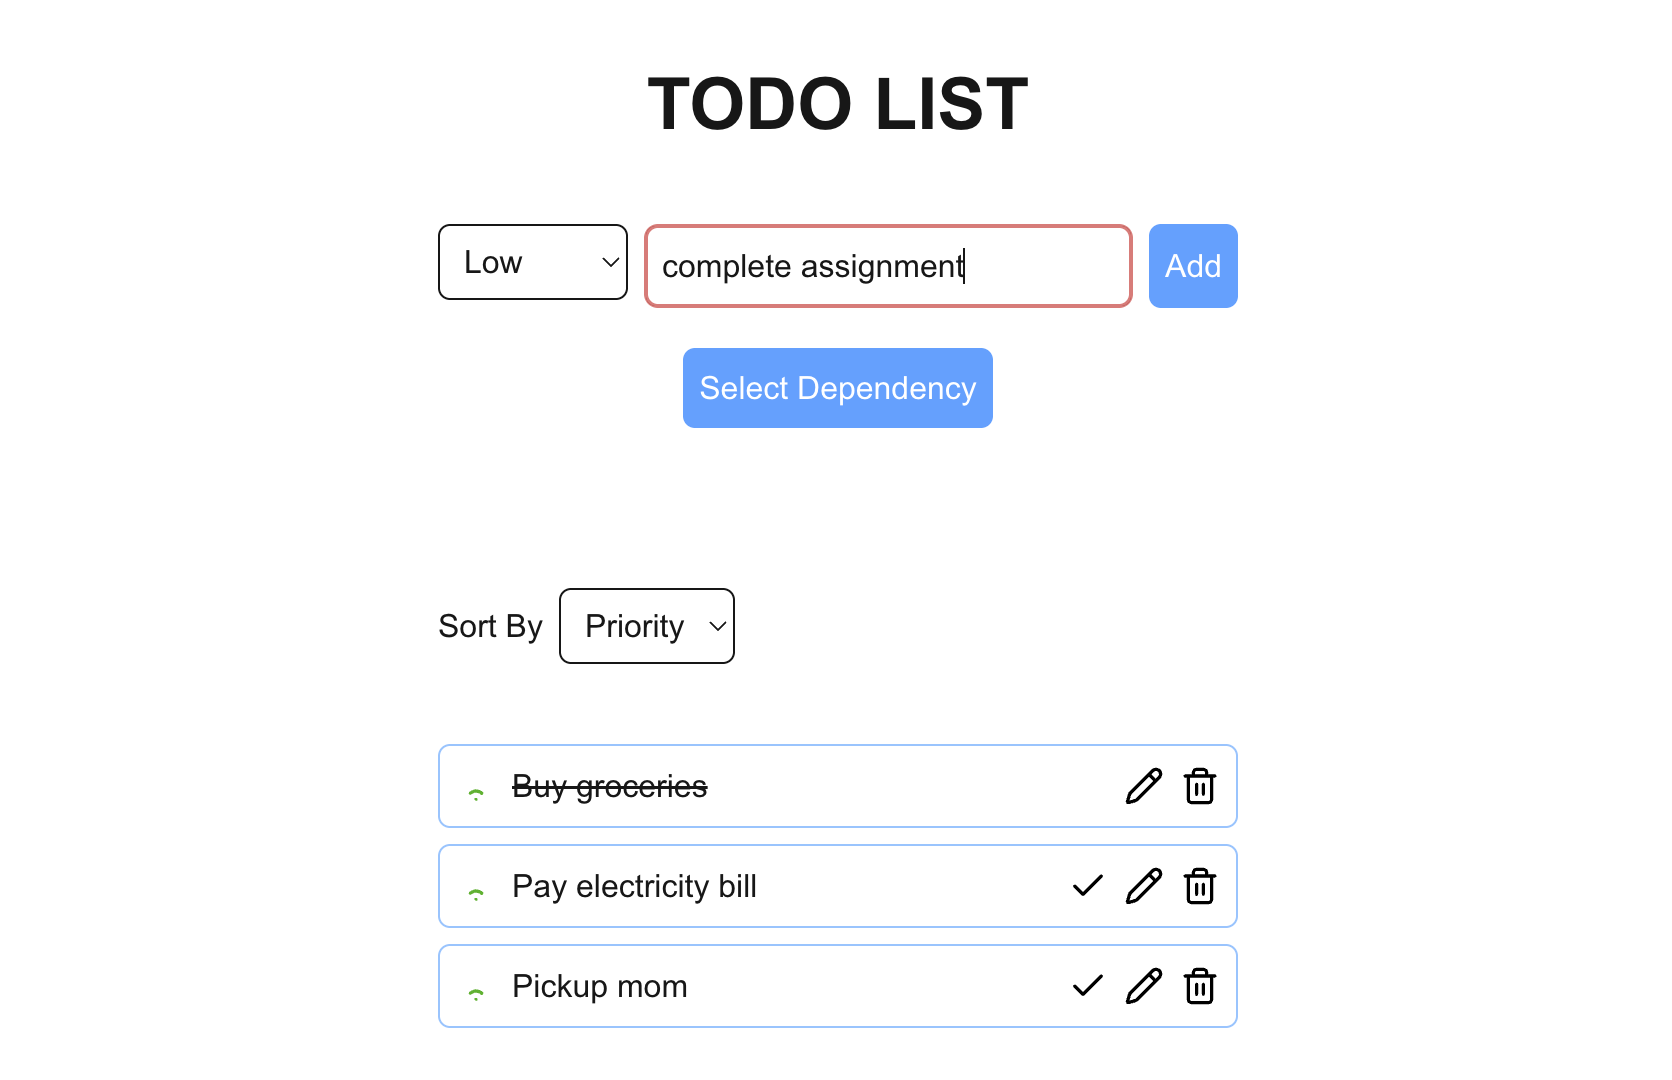 TODO LIST
Low complete assignment Add
Select Dependency
Sort By Priority
Buy groceries
Pay electricity bill
Pickup mom